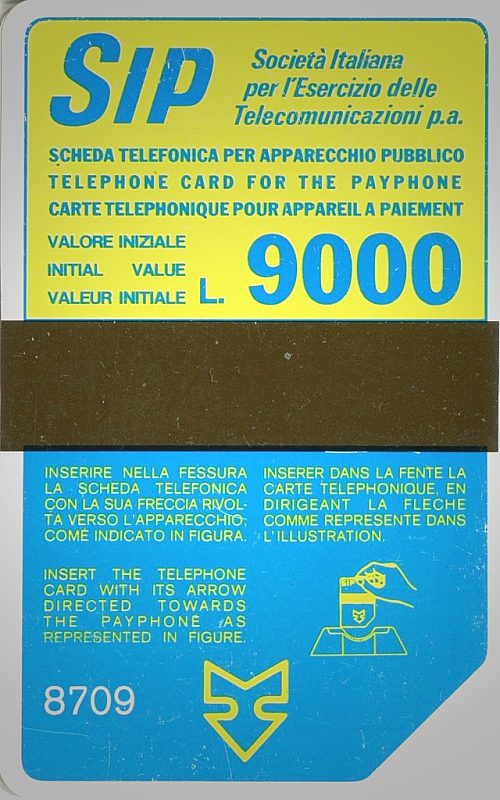 SIP
Società Italiana
per l'Esercizio delle
Telecomunicazioni p.a.
SCHEDA TELEFONICA PER APPARECCHIO PUBBLICO
TELEPHONE CARD FOR THE PAYPHONE
CARTE TELEPHONIQUE POUR APPAREIL A PAIEMENT
VALORE INIZIALE
INITIAL VALUE
VALEUR INITIALE L. 9000
INSERIRE NELLA FESSURA
LA SCHEDA TELEFONICA
CON LA SUA FRECCIA RIVOL-
TA VERSO L'APPARECCHIO,
COME INDICATO IN FIGURA.
INSERER DANS LA FENTE LA
CARTE TELEPHONIQUE, EN
DIRIGEANT LA FLECHE
COMME REPRESENTE DANS
L'ILLUSTRATION.
INSERT THE TELEPHONE
CARD WITH ITS ARROW
DIRECTED TOWARDS
THE PAYPHONE AS
REPRESENTED IN FIGURE.
SIP
8709